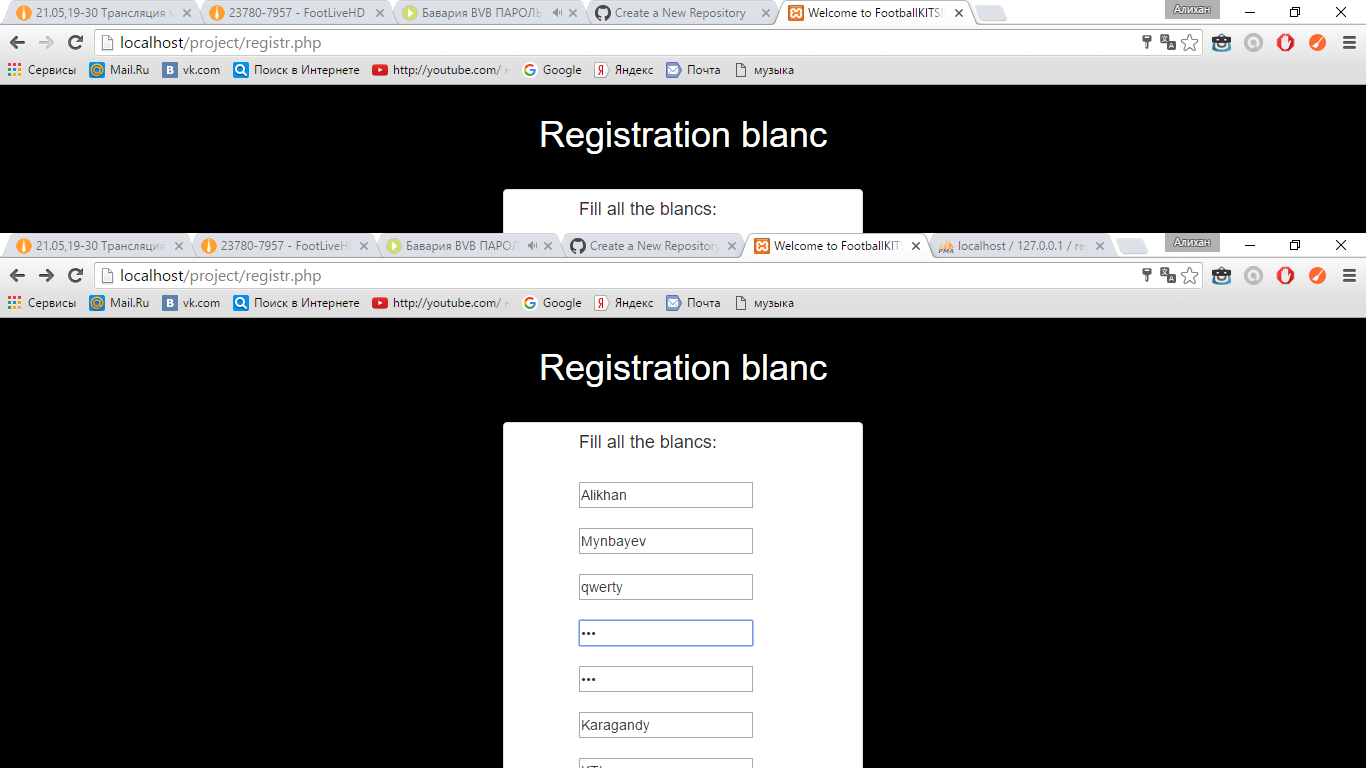 21.05,19-30 Трансляция
23780-7957 - FootLiveHD
Бавария BVB ПАРОЛЬ
Create a New Repository
Welcome to FootballKITS
Алихан
localhost/project/registr.php
Сервисы
Mail.Ru
vk.com
Поиск в Интернете
http://youtube.com/
Google
Яндекс
Почта
музыка
Registration blanc
Fill all the blancs:
21.05,19-30 Трансляция
23780-7957 - FootLiveH
Бавария BVB ПАРОЛ
Create a New Repository
Welcome to FootballKIT
localhost / 127.0.0.1 / re
Алихан
localhost/project/registr.php
Сервисы
Mail.Ru
vk.com
Поиск в Интернете
http://youtube.com/
Google
Яндекс
Почта
музыка
Registration blanc
Fill all the blancs:
Alikhan
Mynbayev
qwerty
•••
•••
Karagandy